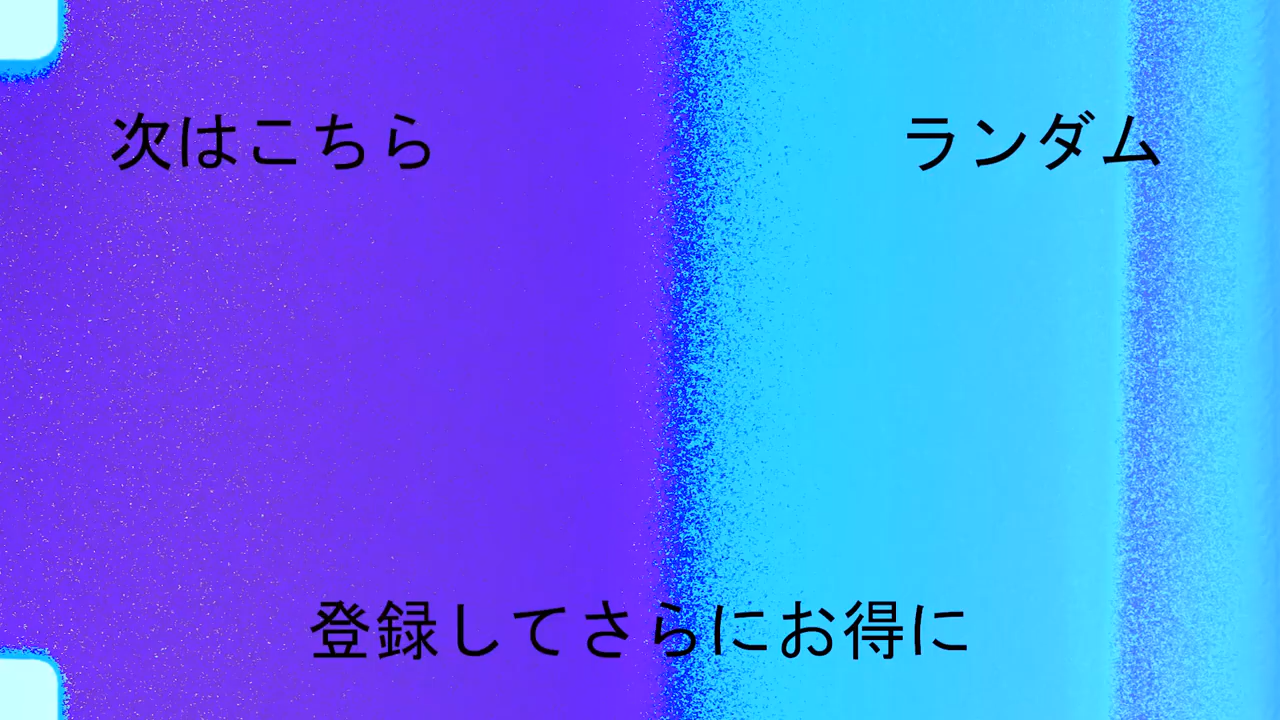 次はこちら
ランダム
登録してさらにお得に